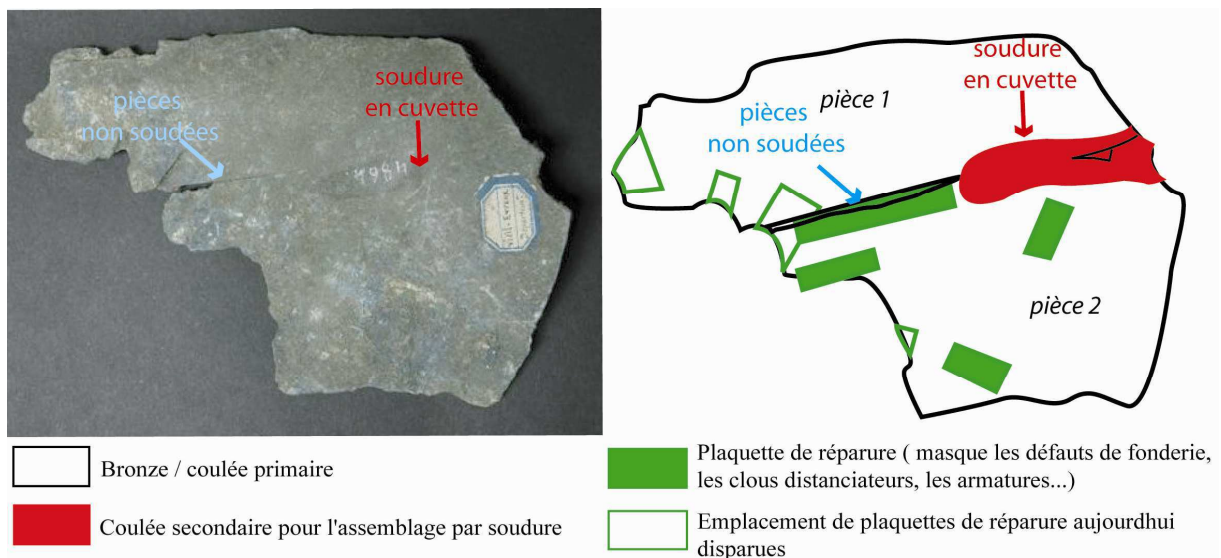 soudure
en cuvette
pièces
non soudées
4864
soudure
en cuvette
pièce 1
pièces
non soudées
pièce 2
Bronze / coulée primaire
Coulée secondaire pour l'assemblage par soudure
Plaquette de réparure ( masque les défauts de fonderie,
les clous distanciateurs, les armatures...)
Emplacement de plaquettes de réparure aujourdhui
disparues